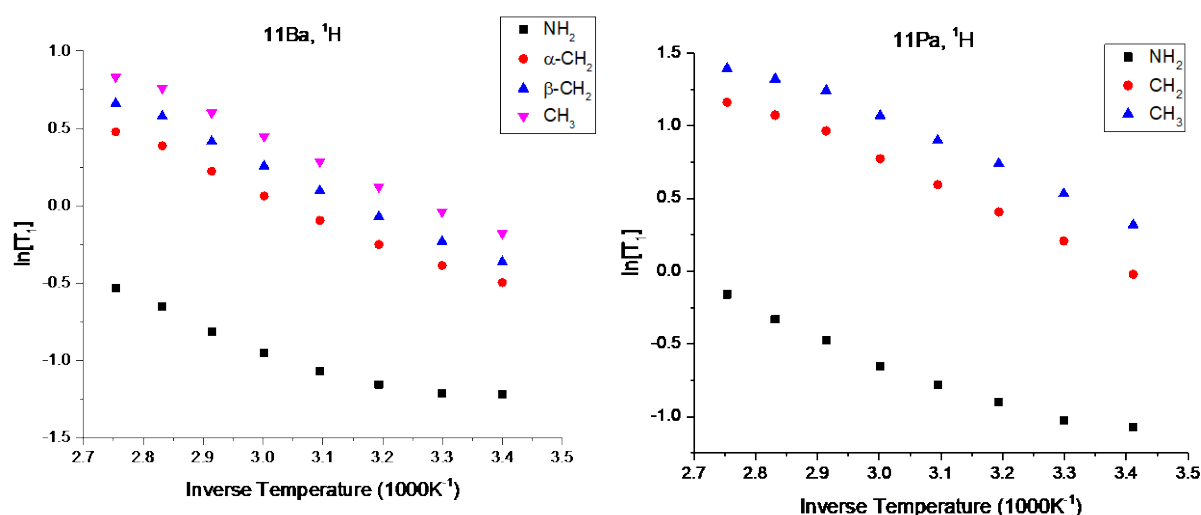 11Ba, ¹H
NH₂
α-CH₂
β-CH₂
CH₃
1.0
0.5
0.0
-0.5
-1.0
-1.5
ln[T₁]
2.7 2.8 2.9 3.0 3.1 3.2 3.3 3.4 3.5
Inverse Temperature (1000K⁻¹)
11Pa, ¹H
NH₂
CH₂
CH₃
1.5
1.0
0.5
0.0
-0.5
-1.0
ln[T₁]
2.7 2.8 2.9 3.0 3.1 3.2 3.3 3.4 3.5
Inverse Temperature (1000K⁻¹)